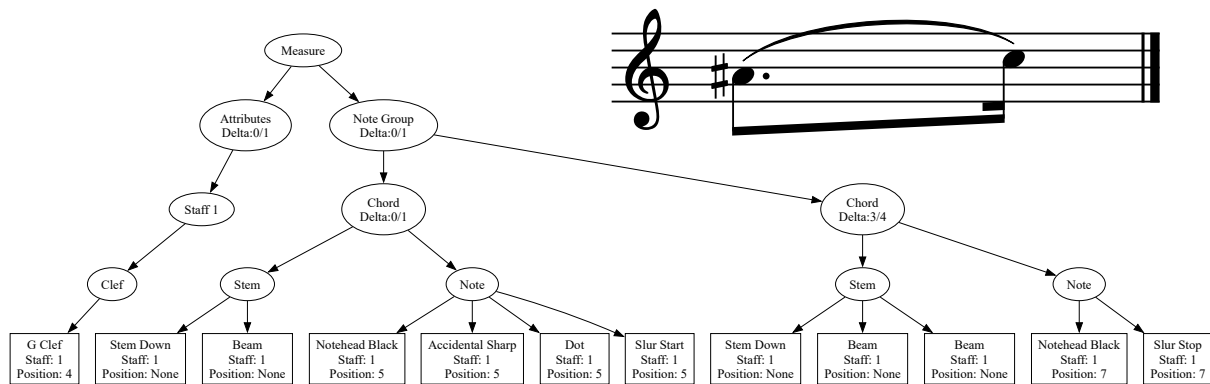 Measure
Attributes
Delta:0/1
Note Group
Delta:0/1
Staff 1
Chord
Delta:0/1
Chord
Delta:3/4
Clef
Stem
Note
Stem
Note
G Clef
Staff: 1
Position: 4
Stem Down
Staff: 1
Position: None
Beam
Staff: 1
Position: None
Notehead Black
Staff: 1
Position: 5
Accidental Sharp
Staff: 1
Position: 5
Dot
Staff: 1
Position: 5
Slur Start
Staff: 1
Position: 5
Stem Down
Staff: 1
Position: None
Beam
Staff: 1
Position: None
Beam
Staff: 1
Position: None
Notehead Black
Staff: 1
Position: 7
Slur Stop
Staff: 1
Position: 7